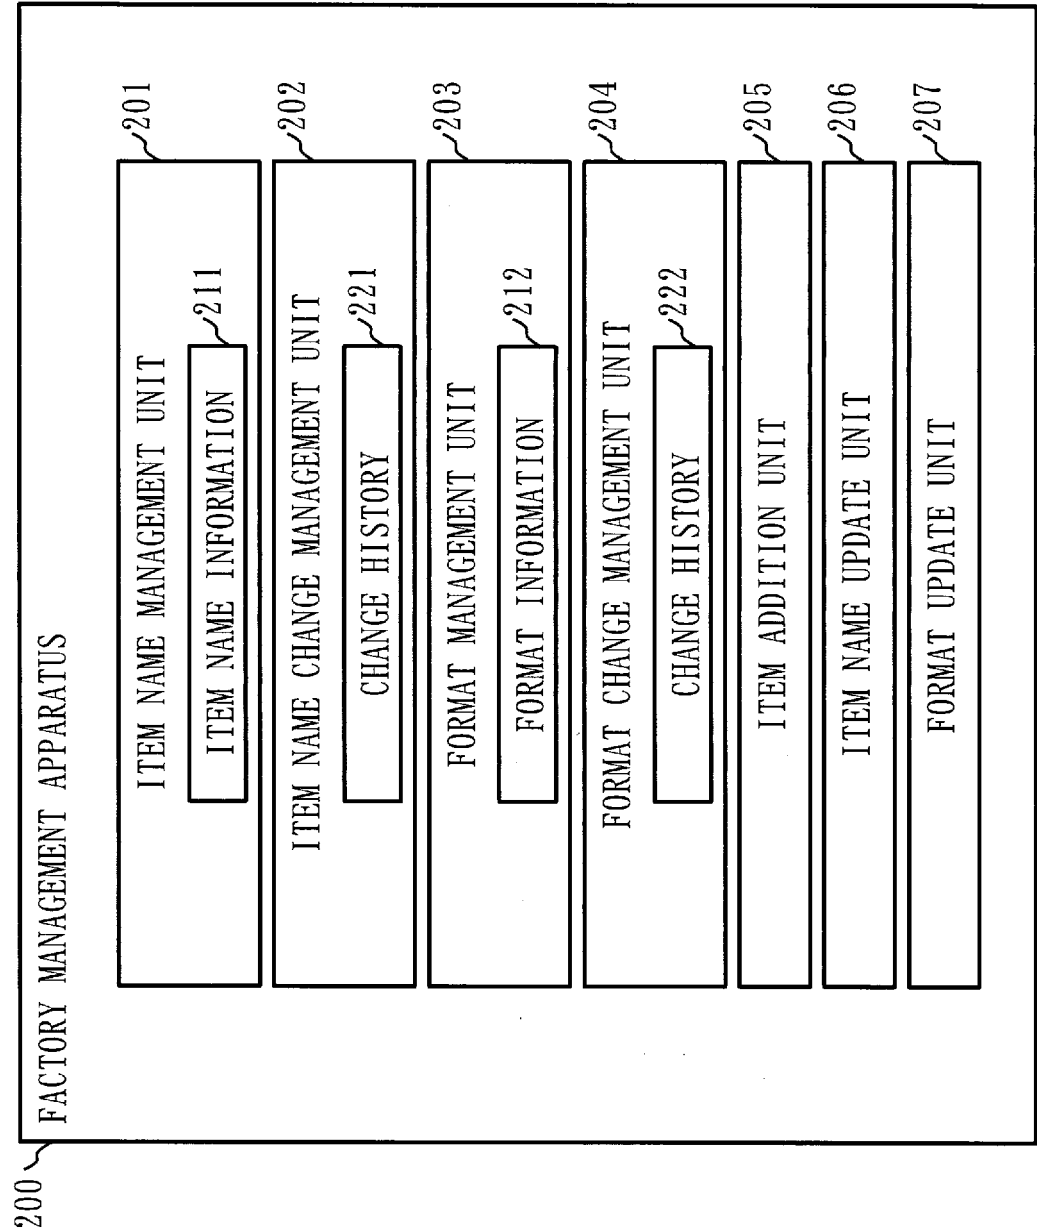 200
FACTORY MANAGEMENT APPARATUS
201
ITEM NAME MANAGEMENT UNIT
211
ITEM NAME INFORMATION
202
ITEM NAME CHANGE MANAGEMENT UNIT
221
CHANGE HISTORY
203
FORMAT MANAGEMENT UNIT
212
FORMAT INFORMATION
204
FORMAT CHANGE MANAGEMENT UNIT
222
CHANGE HISTORY
205
ITEM ADDITION UNIT
206
ITEM NAME UPDATE UNIT
207
FORMAT UPDATE UNIT